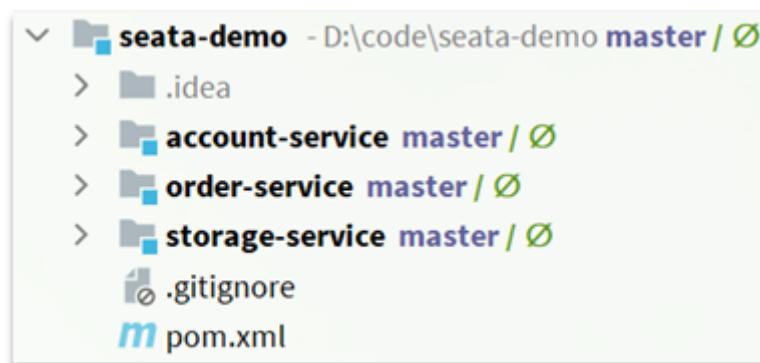 seata-demo - D:\code\seata-demo master / Ø
.idea
account-service master / Ø
order-service master / Ø
storage-service master / Ø
.gitignore
m pom.xml